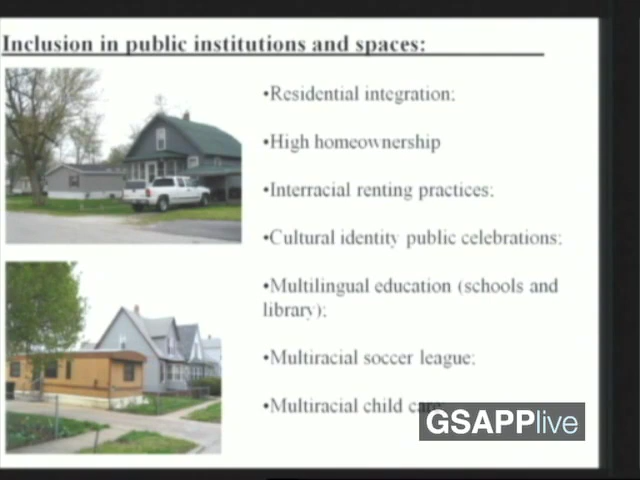 Inclusion in public institutions and spaces:
•Residential integration;
•High homeownership
•Interracial renting practices;
•Cultural identity public celebrations;
•Multilingual education (schools and
library);
•Multiracial soccer league;
•Multiracial child care
GSAPPlive